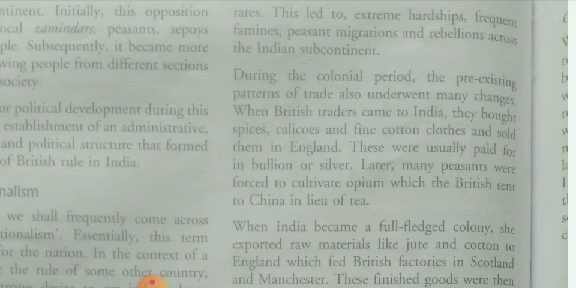 ntinent. Initially, this opposition
ocal zamindars, peasants, sepoys
ple. Subsequently, it became more
wing people from different sections
society.
or political development during this
establishment of an administrative,
and political structure that formed
of British rule in India.
nalism
we shall frequently come across
tionalism'. Essentially, this term
for the nation. In the context of a
the rule of some other country,
rates. This led to, extreme hardships, frequent
famines, peasant migrations and rebellions across
the Indian subcontinent.
During the colonial period, the pre-existing
patterns of trade also underwent many changes.
When British traders came to India, they bought
spices, calicoes and fine cotton clothes and sold
them in England. These were usually paid for
in bullion or silver. Later, many peasants were
forced to cultivate opium which the British sent
to China in lieu of tea.
When India became a full-fledged colony, she
exported raw materials like jute and cotton to
England which fed British factories in Scotland
and Manchester. These finished goods were then